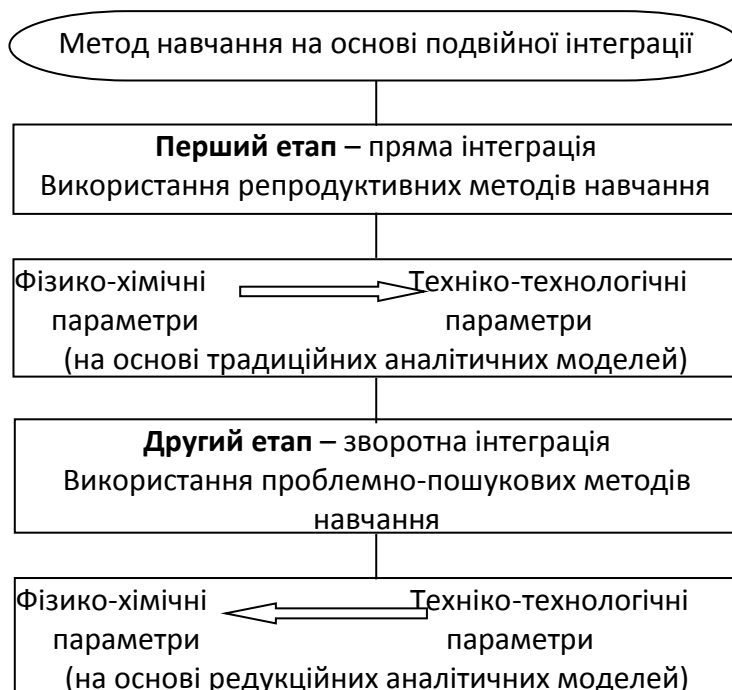 Метод навчання на основі подвійної інтеграції
Перший етап – пряма інтеграція
Використання репродуктивних методів навчання
Фізико-хімічні Техніко-технологічні
параметри параметри
(на основі традиційних аналітичних моделей)
Другий етап – зворотна інтеграція
Використання проблемно-пошукових методів
навчання
Фізико-хімічні Техніко-технологічні
параметри параметри
(на основі редукційних аналітичних моделей)